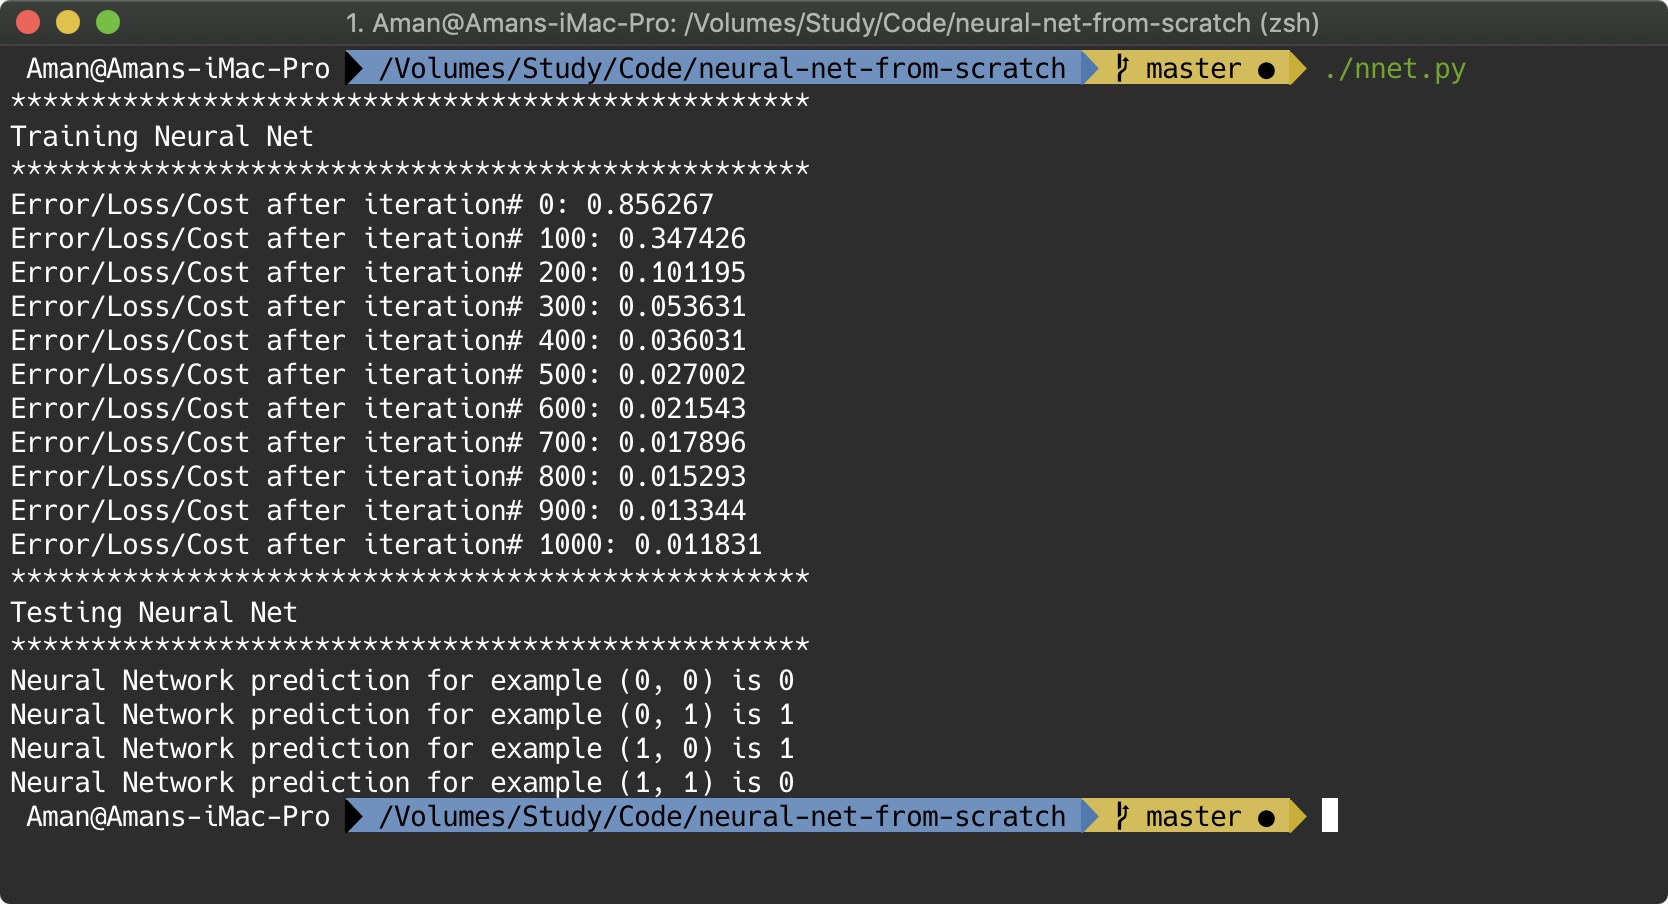 1. Aman@Amans-iMac-Pro: /Volumes/Study/Code/neural-net-from-scratch (zsh)
Aman@Amans-iMac-Pro /Volumes/Study/Code/neural-net-from-scratch master ● ./nnet.py
**************************************************
Training Neural Net
**************************************************
Error/Loss/Cost after iteration# 0: 0.856267
Error/Loss/Cost after iteration# 100: 0.347426
Error/Loss/Cost after iteration# 200: 0.101195
Error/Loss/Cost after iteration# 300: 0.053631
Error/Loss/Cost after iteration# 400: 0.036031
Error/Loss/Cost after iteration# 500: 0.027002
Error/Loss/Cost after iteration# 600: 0.021543
Error/Loss/Cost after iteration# 700: 0.017896
Error/Loss/Cost after iteration# 800: 0.015293
Error/Loss/Cost after iteration# 900: 0.013344
Error/Loss/Cost after iteration# 1000: 0.011831
**************************************************
Testing Neural Net
**************************************************
Neural Network prediction for example (0, 0) is 0
Neural Network prediction for example (0, 1) is 1
Neural Network prediction for example (1, 0) is 1
Neural Network prediction for example (1, 1) is 0
Aman@Amans-iMac-Pro /Volumes/Study/Code/neural-net-from-scratch master ●